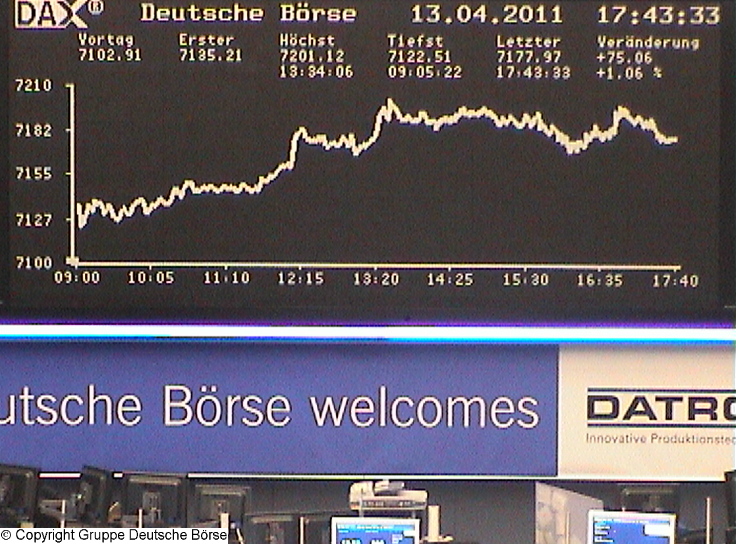 DAX® Deutsche Börse 13.04.2011 17:43:33
Vortag Erster Höchst Tiefst Letzter Veränderung
7102.91 7135.21 7201.12 7122.51 7177.97 +75.06
13:34:06 09:05:22 17:43:33 +1.06 %
7210
7182
7155
7127
7100
09:00 10:05 11:10 12:15 13:20 14:25 15:30 16:35 17:40
utsche Börse welcomes
DATRO
Innovative Produktionstec
© Copyright Gruppe Deutsche Börse